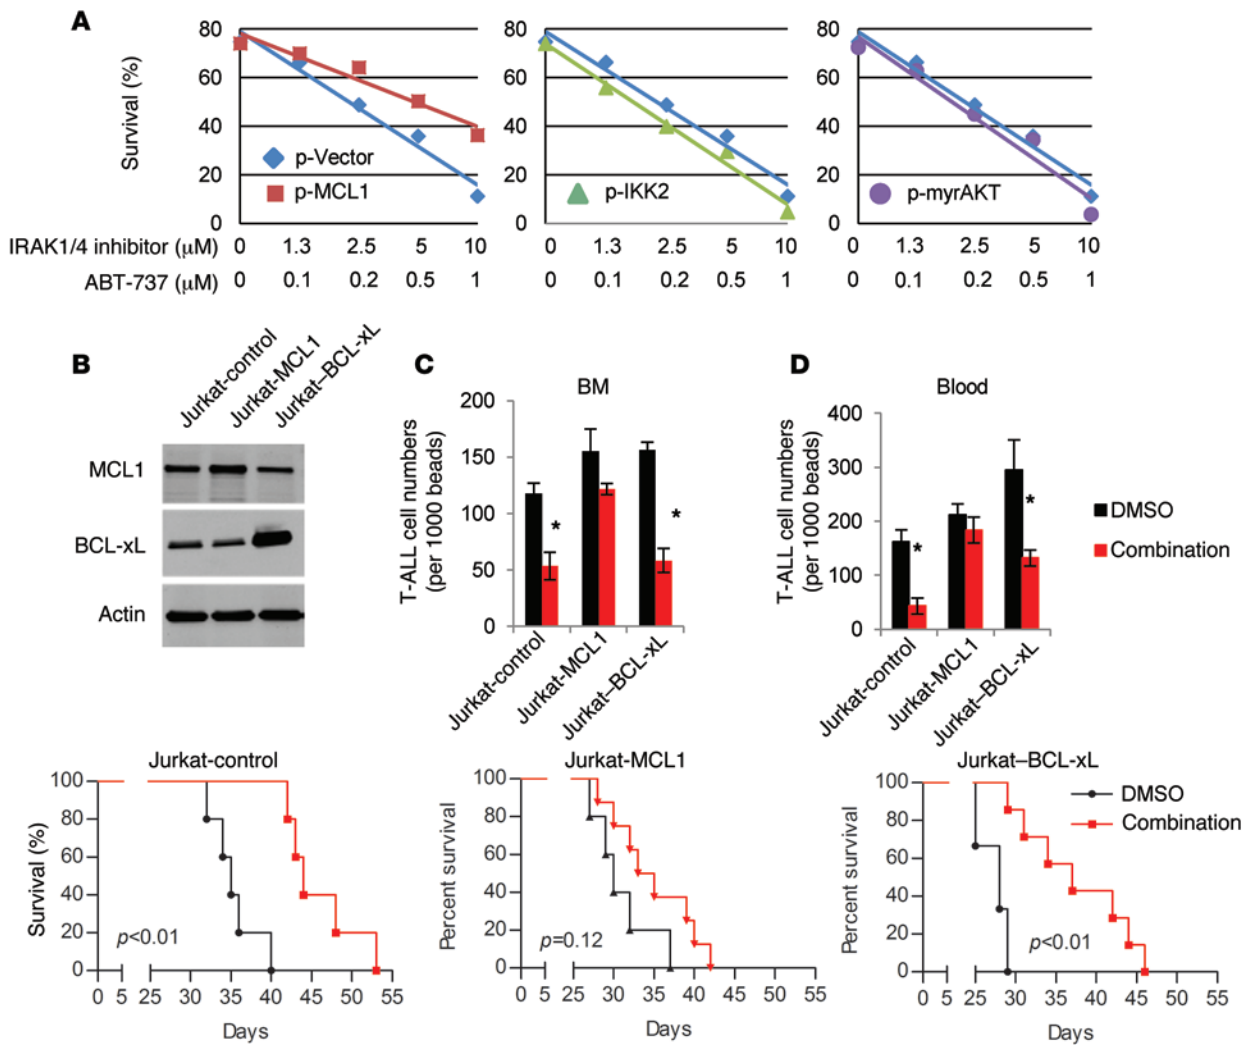 A
Survival (%)
80
60
40
20
0
p-Vector
p-MCL1
80
60
40
20
0
p-IKK2
80
60
40
20
0
p-myrAKT
IRAK1/4 inhibitor (μM) 0 1.3 2.5 5 10 0 1.3 2.5 5 10 0 1.3 2.5 5 10
ABT-737 (μM) 0 0.1 0.2 0.5 1 0 0.1 0.2 0.5 1 0 0.1 0.2 0.5 1
B
Jurkat-control
Jurkat-MCL1
Jurkat–BCL-xL
MCL1
BCL-xL
Actin
C
BM
T-ALL cell numbers
(per 1000 beads)
200
150
100
50
0
*
*
Jurkat-control
Jurkat-MCL1
Jurkat–BCL-xL
D
Blood
T-ALL cell numbers
(per 1000 beads)
400
300
200
100
0
*
*
Jurkat-control
Jurkat-MCL1
Jurkat–BCL-xL
DMSO
Combination
Jurkat-control
Survival (%)
100
80
60
40
20
0
p<0.01
0 5 25 30 35 40 45 50 55
Days
Jurkat-MCL1
Percent survival
100
80
60
40
20
0
p=0.12
0 5 25 30 35 40 45 50 55
Days
Jurkat–BCL-xL
Percent survival
100
80
60
40
20
0
DMSO
Combination
p<0.01
0 5 25 30 35 40 45 50 55
Days